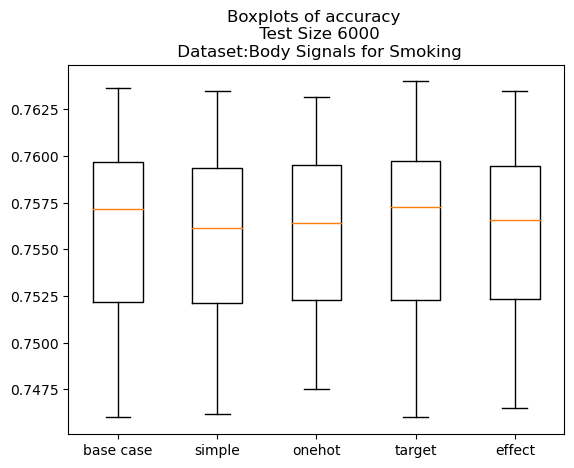 Boxplots of accuracy
Test Size 6000
Dataset:Body Signals for Smoking
0.7625
0.7600
0.7575
0.7550
0.7525
0.7500
0.7475
base case simple onehot target effect